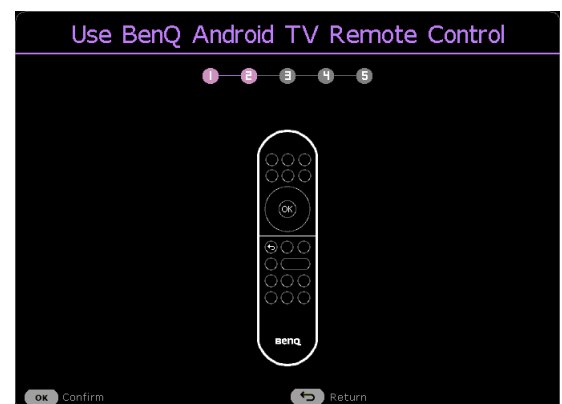 Use BenQ Android TV Remote Control
1 2 3 4 5
OK
BenQ
OK Confirm
Return